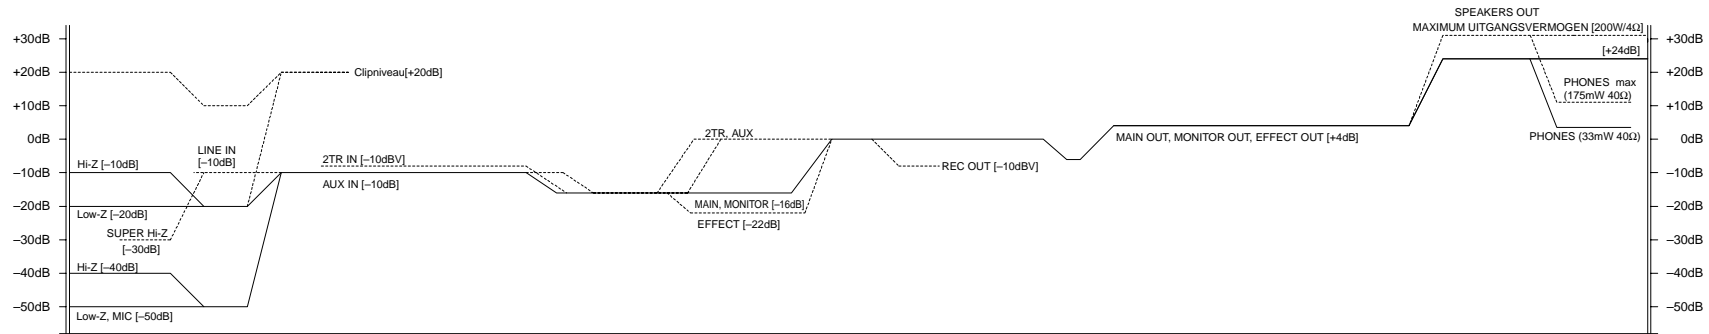 SPEAKERS OUT
MAXIMUM UITGANGSVERMOGEN [200W/4Ω]
+30dB
+30dB
[+24dB]
+20dB
Clipniveau[+20dB]
+20dB
PHONES max
(175mW 40Ω)
+10dB
+10dB
0dB
2TR, AUX
MAIN OUT, MONITOR OUT, EFFECT OUT [+4dB]
PHONES (33mW 40Ω)
0dB
LINE IN
[–10dB]
Hi-Z [–10dB]
2TR IN [–10dBV]
REC OUT [–10dBV]
–10dB
–10dB
AUX IN [–10dB]
–20dB
Low-Z [–20dB]
MAIN, MONITOR [–16dB]
–20dB
EFFECT [–22dB]
SUPER Hi-Z
[–30dB]
–30dB
–30dB
Hi-Z [–40dB]
–40dB
–40dB
–50dB
Low-Z, MIC [–50dB]
–50dB